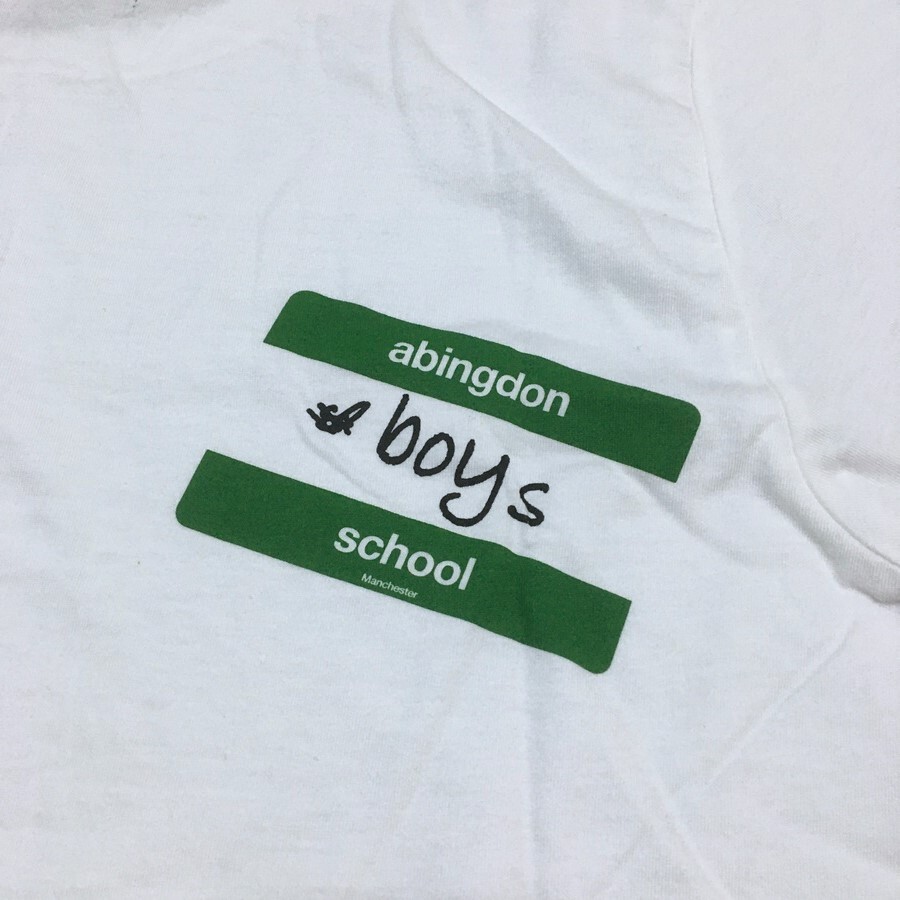 abingdon
boys
school
Manchester